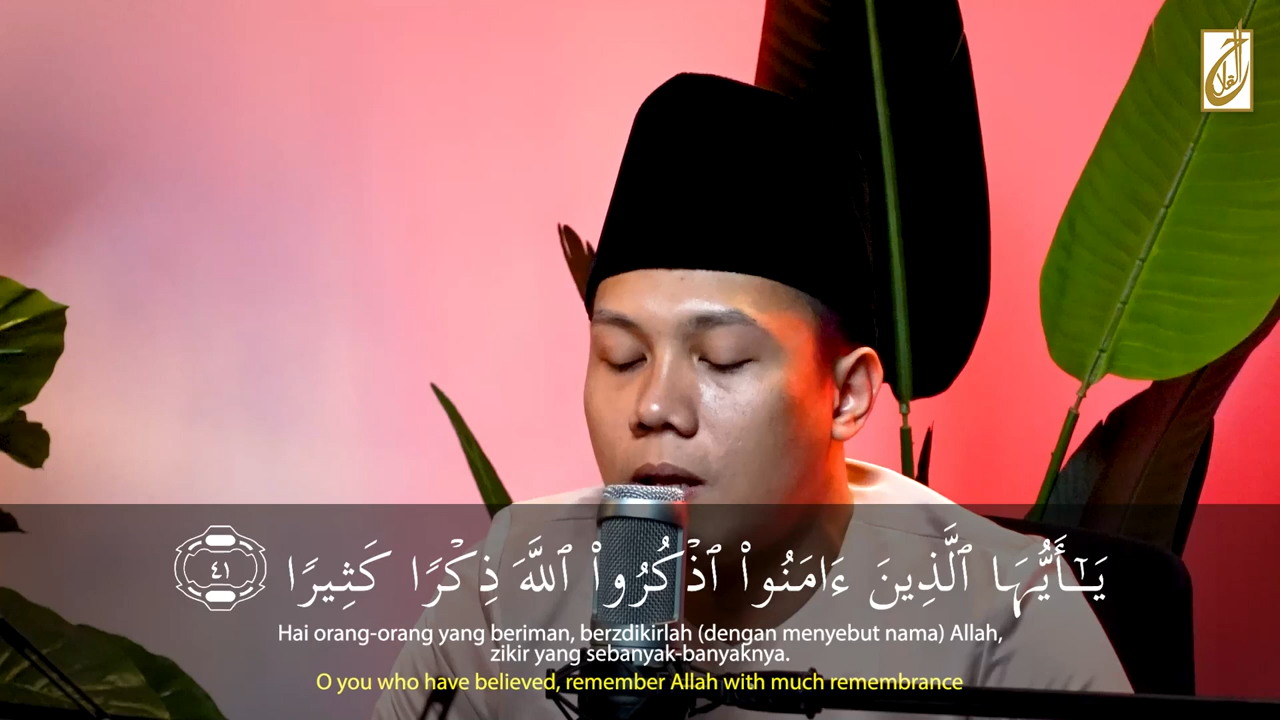 يَـٰٓأَيُّهَا ٱلَّذِينَ ءَامَنُوا۟ ٱذْكُرُوا۟ ٱللَّهَ ذِكْرًا كَثِيرًا ٤١
Hai orang-orang yang beriman, berzdikirlah (dengan menyebut nama) Allah,
zikir yang sebanyak-banyaknya.
O you who have believed, remember Allah with much remembrance